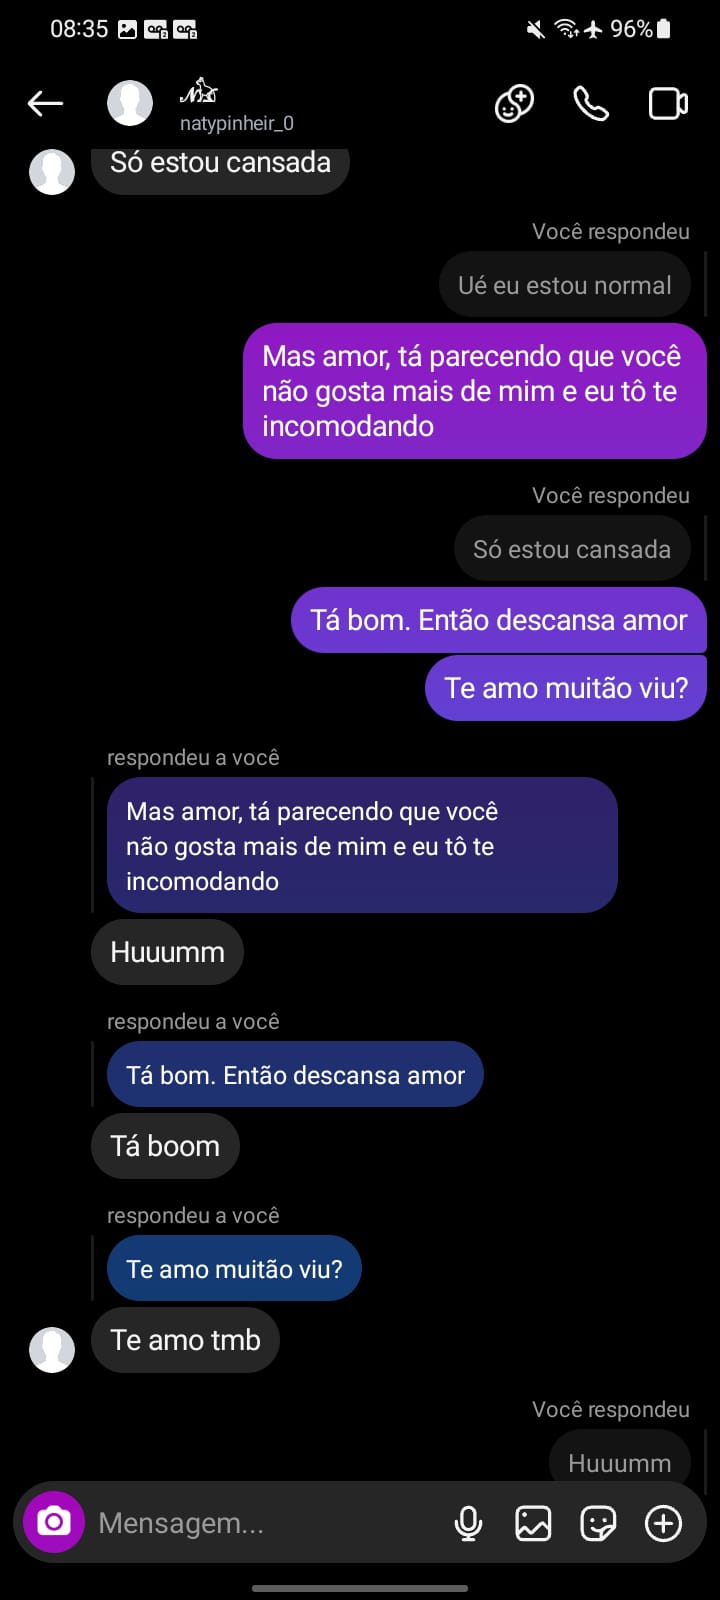 08:35
96%
natypinheir_0
Só estou cansada
Você respondeu
Ué eu estou normal
Mas amor, tá parecendo que você
não gosta mais de mim e eu tô te
incomodando
Você respondeu
Só estou cansada
Tá bom. Então descansa amor
Te amo muitão viu?
respondeu a você
Mas amor, tá parecendo que você
não gosta mais de mim e eu tô te
incomodando
Huuumm
respondeu a você
Tá bom. Então descansa amor
Tá boom
respondeu a você
Te amo muitão viu?
Te amo tmb
Você respondeu
Huuumm
Mensagem...